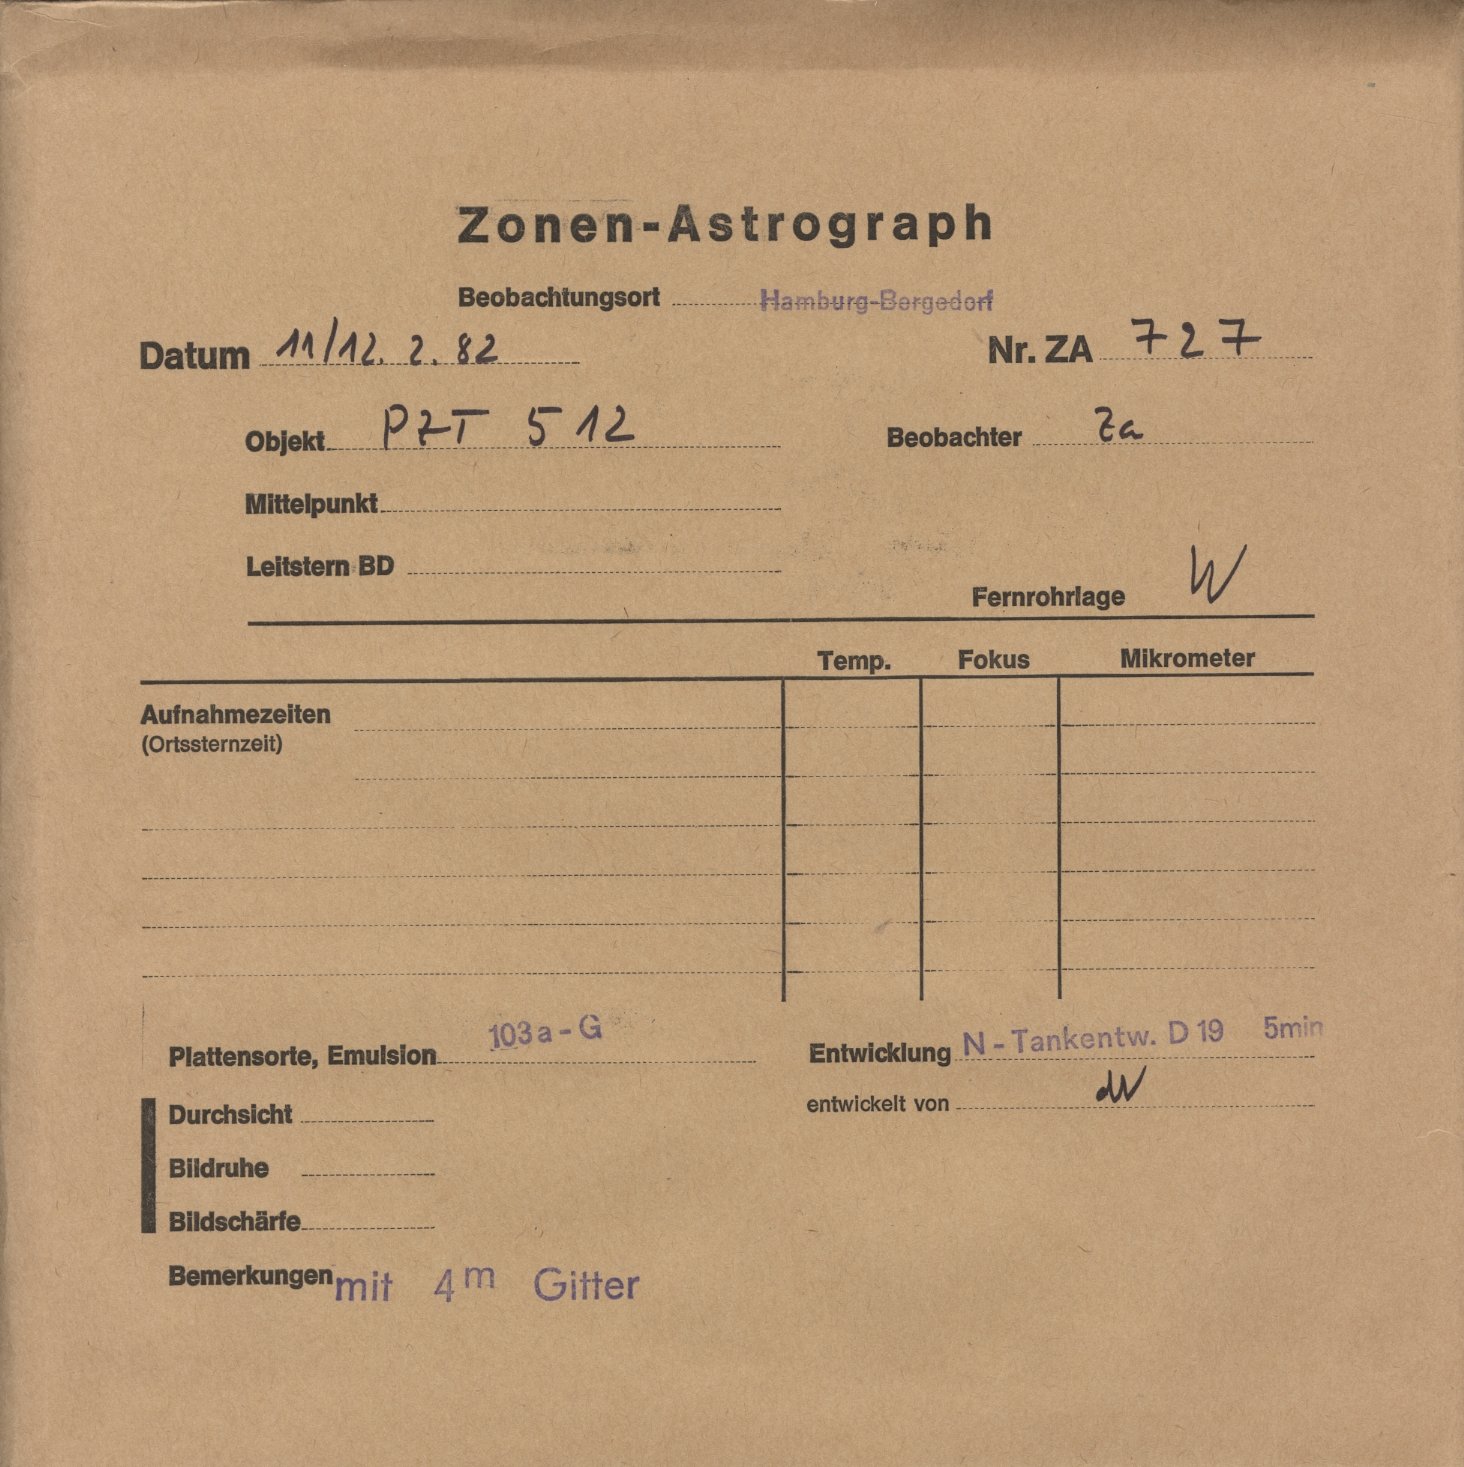 Zonen-Astrograph
Beobachtungsort Hamburg-Bergedorf
Datum 11/12. 2. 82 Nr. ZA 727
Objekt PZT 512 Beobachter Za
Mittelpunkt
Leitstern BD
Fernrohrlage W
Temp. Fokus Mikrometer
Aufnahmezeiten
(Ortssternzeit)
Plattensorte, Emulsion 103a-G Entwicklung N-Tankentw. D 19 5min
entwickelt von dW
Durchsicht
Bildruhe
Bildschärfe
Bemerkungen mit 4m Gitter